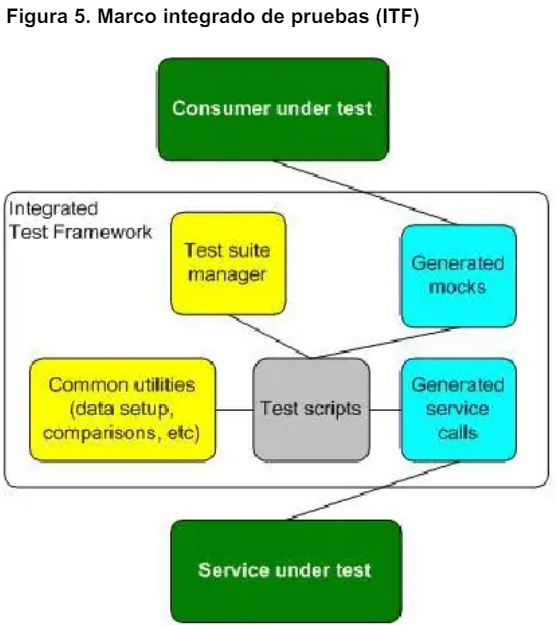 Figura 5. Marco integrado de pruebas (ITF)
Consumer under test
Integrated
Test Framework
Test suite
manager
Generated
mocks
Common utilities
(data setup,
comparisons, etc)
Test scripts
Generated
service
calls
Service under test